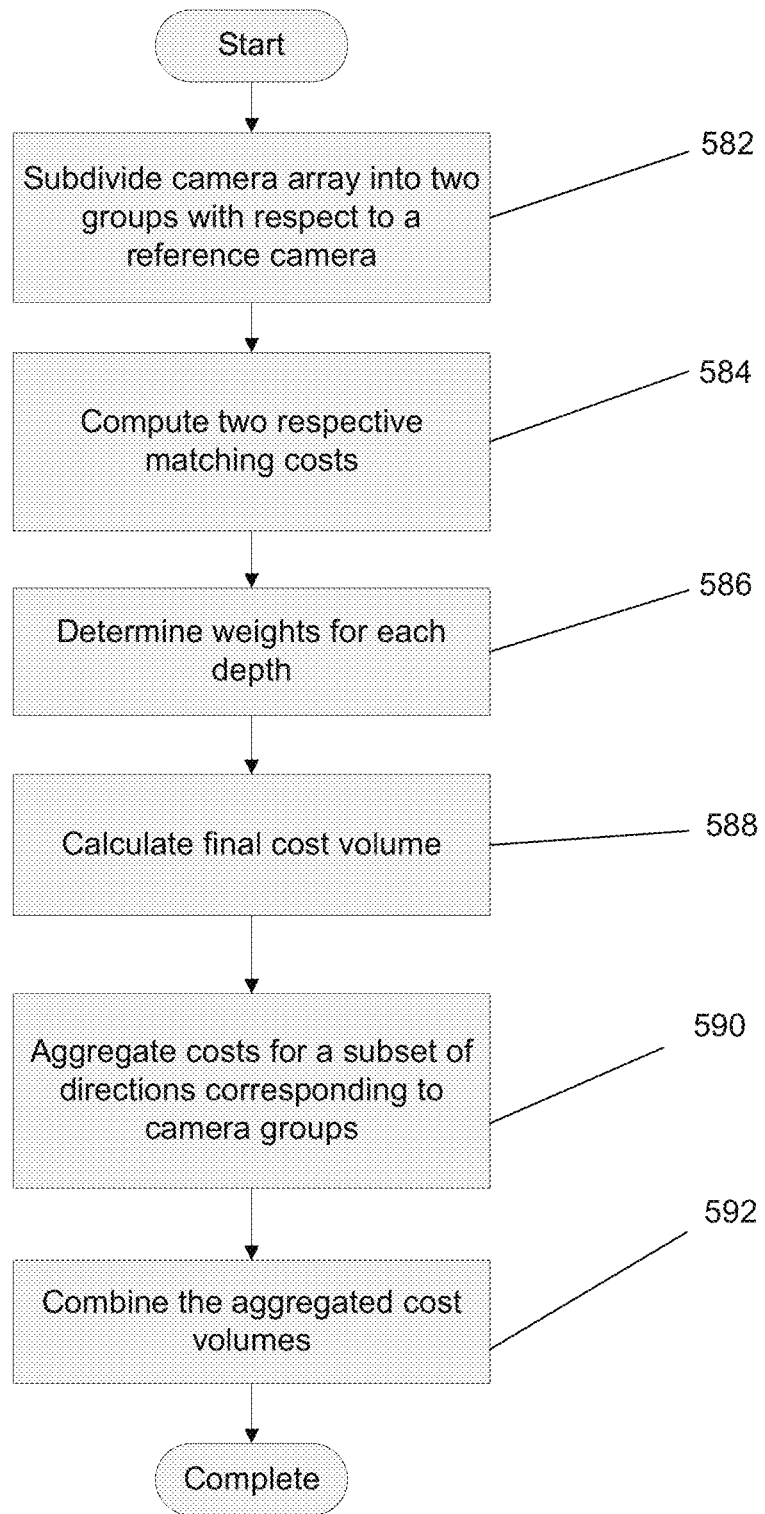 Start
582
Subdivide camera array into two
groups with respect to a
reference camera
584
Compute two respective
matching costs
586
Determine weights for each
depth
588
Calculate final cost volume
590
Aggregate costs for a subset of
directions corresponding to
camera groups
592
Combine the aggregated cost
volumes
Complete